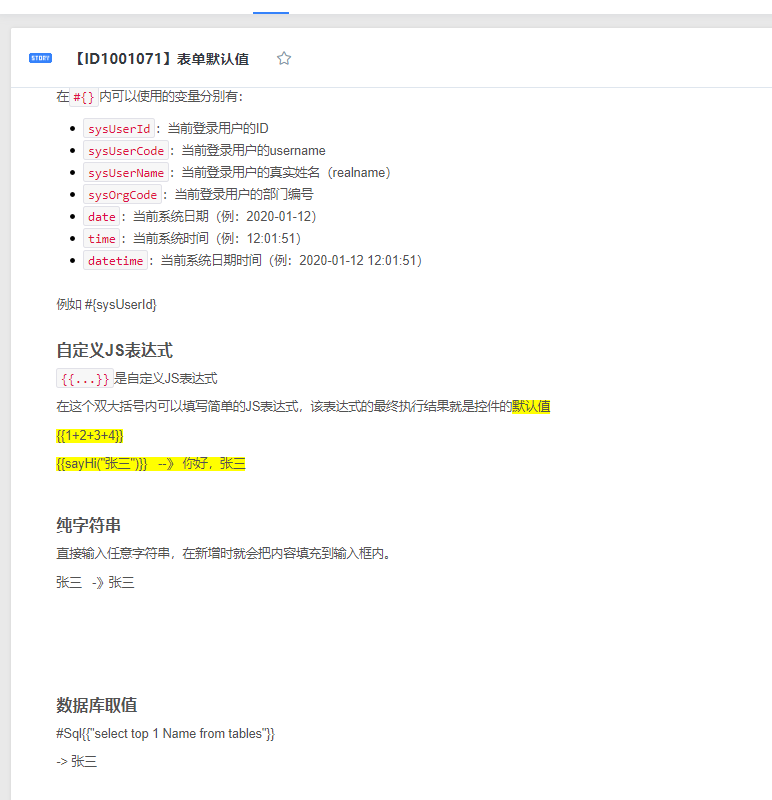 STORY
【ID1001071】表单默认值
在 #{} 内可以使用的变量分别有：
sysUserId： 当前登录用户的ID
sysUserCode： 当前登录用户的username
sysUserName： 当前登录用户的真实姓名（realname）
sysOrgCode： 当前登录用户的部门编号
date： 当前系统日期（例：2020-01-12）
time： 当前系统时间（例：12:01:51）
datetime： 当前系统日期时间（例：2020-01-12 12:01:51）
例如 #{sysUserId}
自定义JS表达式
{{...}} 是自定义JS表达式
在这个双大括号内可以填写简单的JS表达式，该表达式的最终执行结果就是控件的默认值
{{1+2+3+4}}
{{sayHi("张三")}} --》 你好，张三
纯字符串
直接输入任意字符串，在新增时就会把内容填充到输入框内。
张三 -》张三
数据库取值
#Sql{{"select top 1 Name from tables"}}
-> 张三